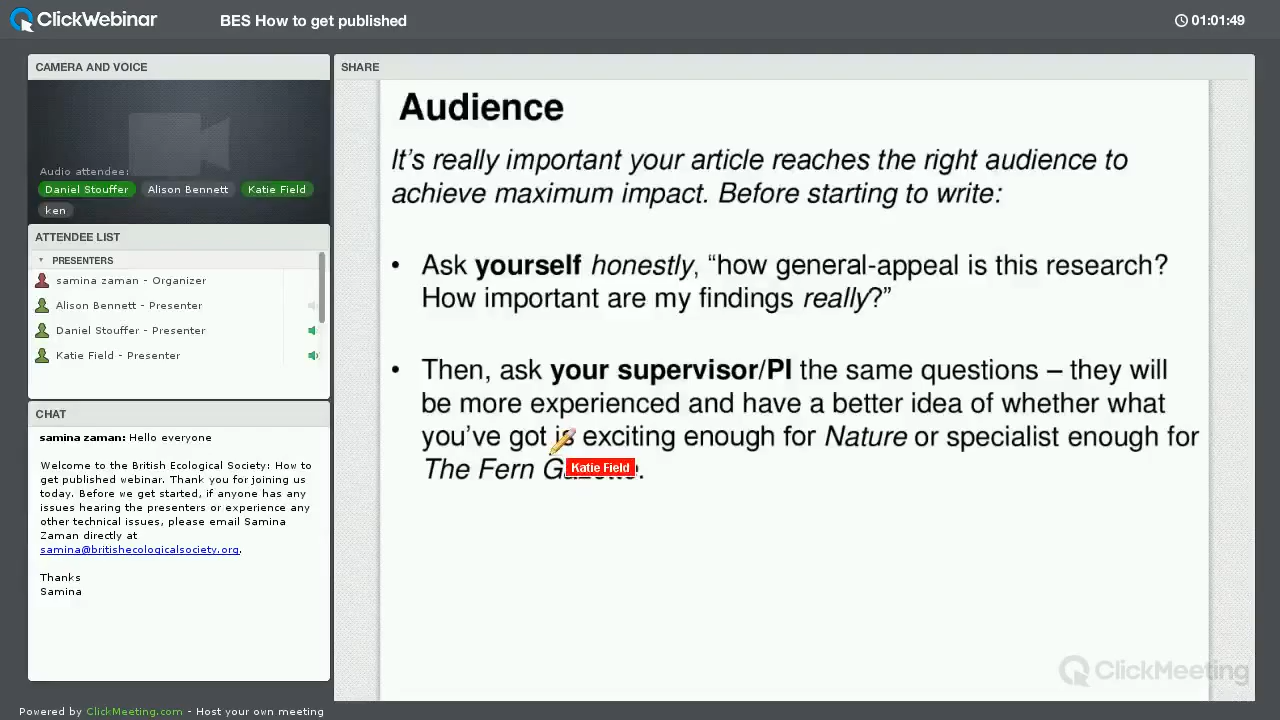 ClickWebinar
BES How to get published
01:01:49
CAMERA AND VOICE
Audio attendee:
Daniel Stouffer
Alison Bennett
Katie Field
ken
ATTENDEE LIST
PRESENTERS
samina zaman - Organizer
Alison Bennett - Presenter
Daniel Stouffer - Presenter
Katie Field - Presenter
CHAT
samina zaman: Hello everyone
Welcome to the British Ecological Society: How to
get published webinar. Thank you for joining us
today. Before we get started, if anyone has any
issues hearing the presenters or experience any
other technical issues, please email Samina
Zaman directly at
samina@britishecologicalsociety.org.
Thanks
Samina
SHARE
Audience
It's really important your article reaches the right audience to
achieve maximum impact. Before starting to write:
• Ask yourself honestly, “how general-appeal is this research?
How important are my findings really?”
• Then, ask your supervisor/PI the same questions – they will
be more experienced and have a better idea of whether what
you've got is exciting enough for Nature or specialist enough for
The Fern
Katie Field
ClickMeeting
Powered by ClickMeeting.com - Host your own meeting